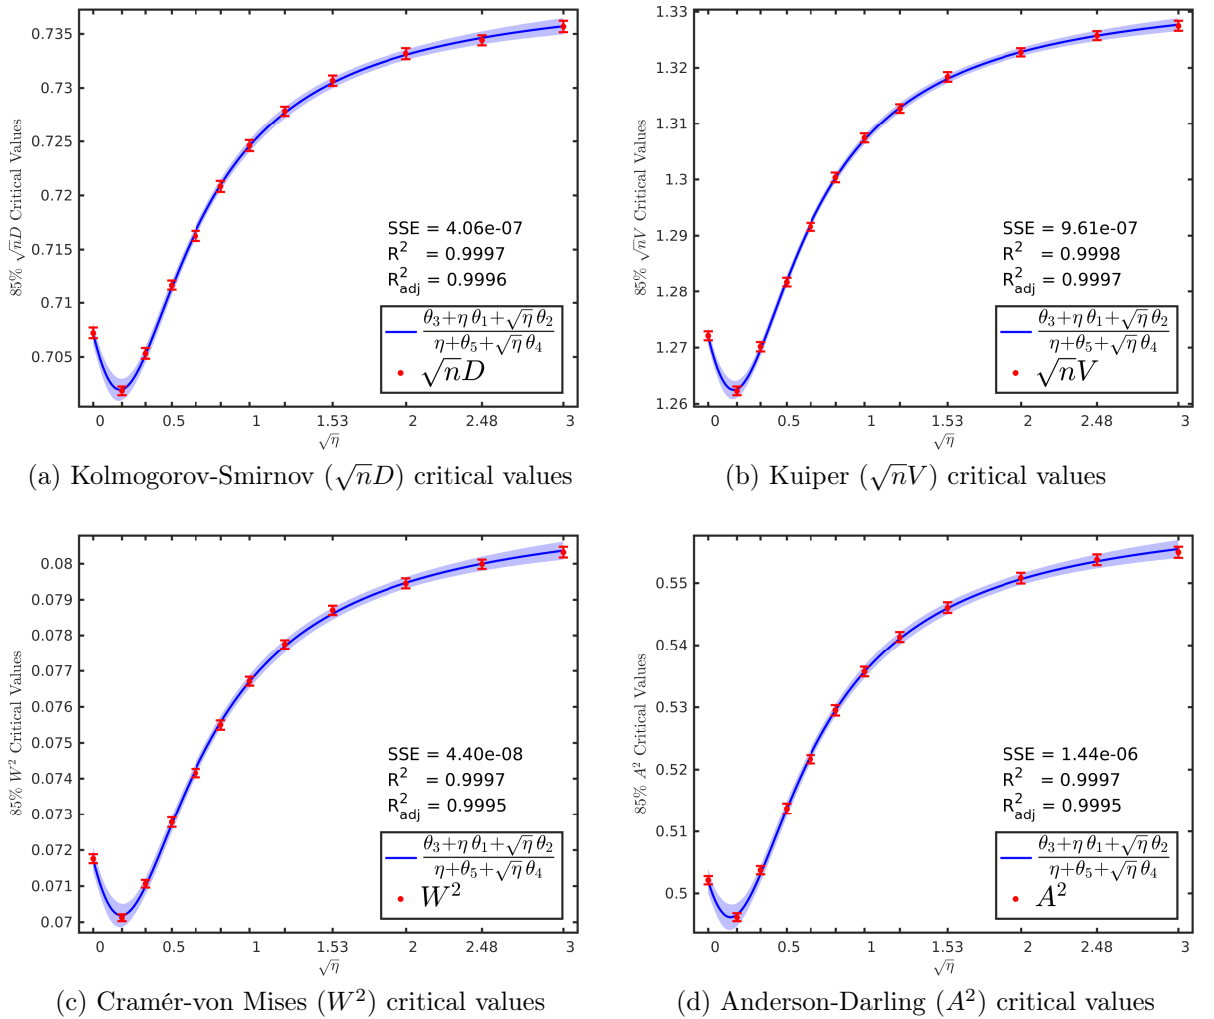 0.735
0.73
0.725
0.72
0.715
0.71
0.705
85% √nD Critical Values
SSE = 4.06e-07
R² = 0.9997
R²adj = 0.9996
θ₃+η θ₁+√η θ₂
η+θ₅+√η θ₄
√nD
0 0.5 1 1.53 2 2.48 3
√η
(a) Kolmogorov-Smirnov (√nD) critical values
1.33
1.32
1.31
1.3
1.29
1.28
1.27
1.26
85% √nV Critical Values
SSE = 9.61e-07
R² = 0.9998
R²adj = 0.9997
θ₃+η θ₁+√η θ₂
η+θ₅+√η θ₄
√nV
0 0.5 1 1.53 2 2.48 3
√η
(b) Kuiper (√nV) critical values
0.08
0.079
0.078
0.077
0.076
0.075
0.074
0.073
0.072
0.071
0.07
85% W² Critical Values
SSE = 4.40e-08
R² = 0.9997
R²adj = 0.9995
θ₃+η θ₁+√η θ₂
η+θ₅+√η θ₄
W²
0 0.5 1 1.53 2 2.48 3
√η
(c) Cramér-von Mises (W²) critical values
0.55
0.54
0.53
0.52
0.51
0.5
85% A² Critical Values
SSE = 1.44e-06
R² = 0.9997
R²adj = 0.9995
θ₃+η θ₁+√η θ₂
η+θ₅+√η θ₄
A²
0 0.5 1 1.53 2 2.48 3
√η
(d) Anderson-Darling (A²) critical values